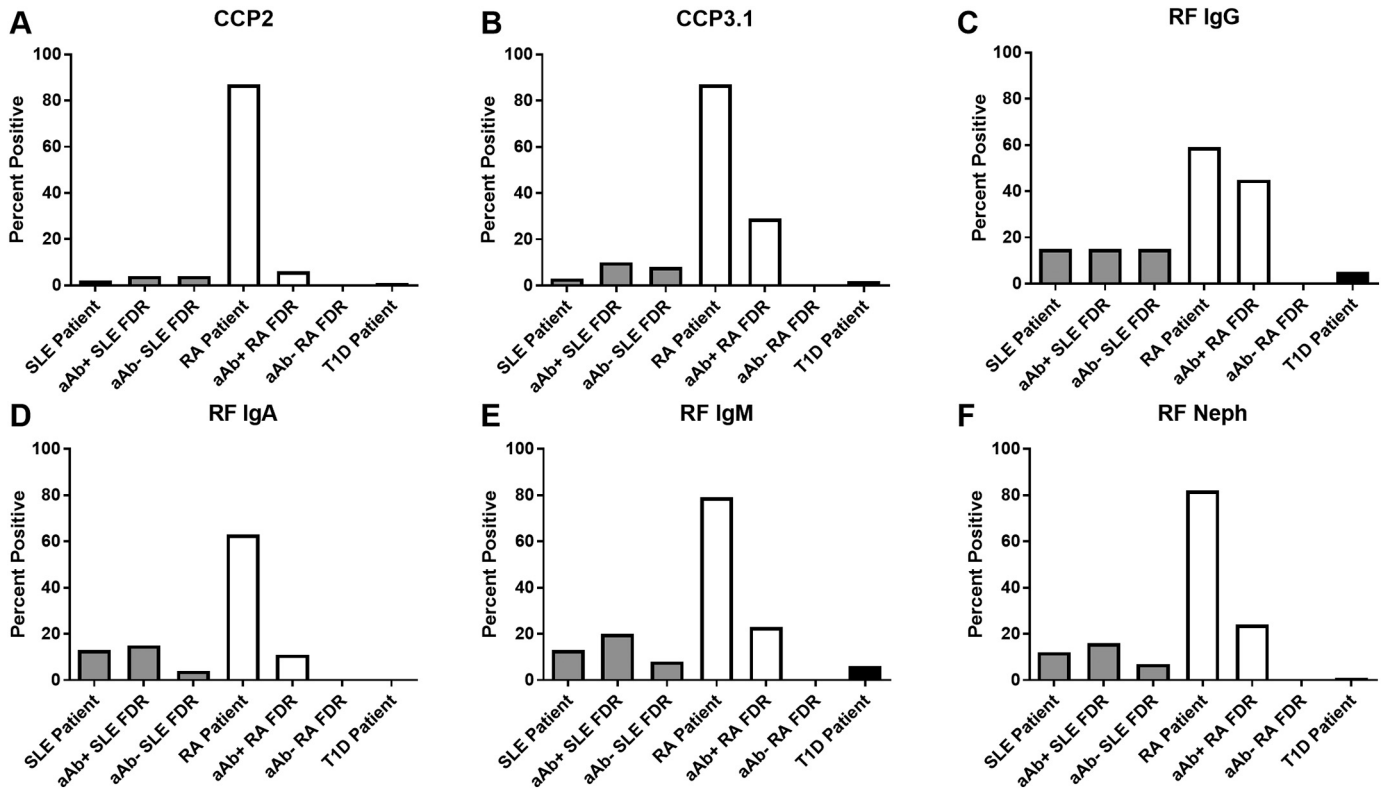 A
CCP2
Percent Positive
100
80
60
40
20
0
SLE Patient
aAb+ SLE FDR
aAb- SLE FDR
RA Patient
aAb+ RA FDR
aAb- RA FDR
T1D Patient
B
CCP3.1
Percent Positive
100
80
60
40
20
0
SLE Patient
aAb+ SLE FDR
aAb- SLE FDR
RA Patient
aAb+ RA FDR
aAb- RA FDR
T1D Patient
C
RF IgG
Percent Positive
100
80
60
40
20
0
SLE Patient
aAb+ SLE FDR
aAb- SLE FDR
RA Patient
aAb+ RA FDR
aAb- RA FDR
T1D Patient
D
RF IgA
Percent Positive
100
80
60
40
20
0
SLE Patient
aAb+ SLE FDR
aAb- SLE FDR
RA Patient
aAb+ RA FDR
aAb- RA FDR
T1D Patient
E
RF IgM
Percent Positive
100
80
60
40
20
0
SLE Patient
aAb+ SLE FDR
aAb- SLE FDR
RA Patient
aAb+ RA FDR
aAb- RA FDR
T1D Patient
F
RF Neph
Percent Positive
100
80
60
40
20
0
SLE Patient
aAb+ SLE FDR
aAb- SLE FDR
RA Patient
aAb+ RA FDR
aAb- RA FDR
T1D Patient